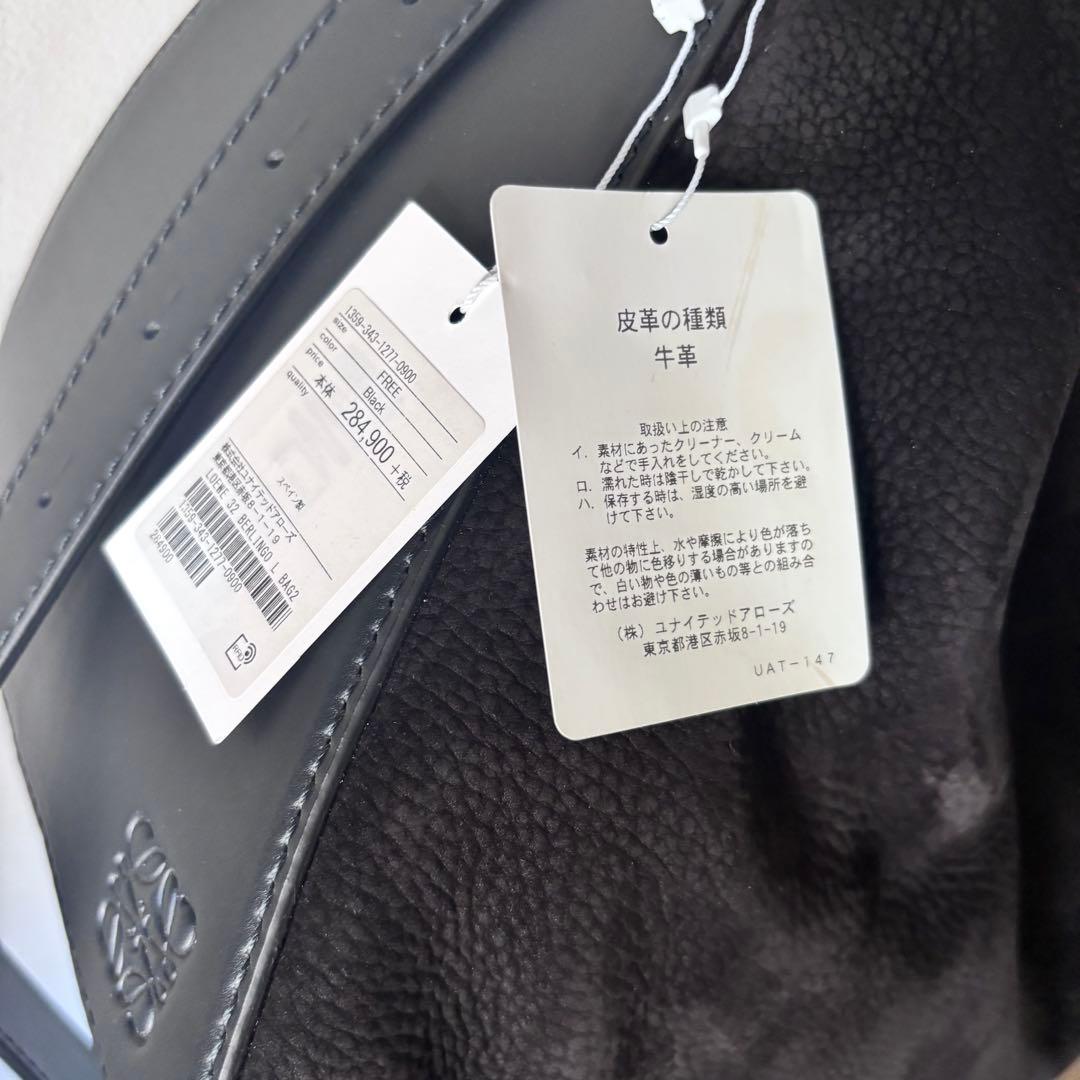 1359-343-1277-0900
size FREE
color Black
price 本体 284,900 +税
quality
スペイン製
株式会社ユナイテッドアローズ
東京都港区赤坂8-1-19
LOEWE 32 BERLINGO L BAG2
1359-343-1277-0900
284900
RFID
皮革の種類
牛革
取扱い上の注意
イ. 素材にあったクリーナー、クリーム
などで手入れをしてください。
ロ. 濡れた時は陰干しで乾かして下さい。
ハ. 保存する時は、湿度の高い場所を避
けて下さい。
素材の特性上、水や摩擦により色が落ち
て他の物に色移りする場合がありますの
で、白い物や色の薄いもの等との組み合
わせはお避け下さい。
(株) ユナイテッドアローズ
東京都港区赤坂8-1-19
UAT-147